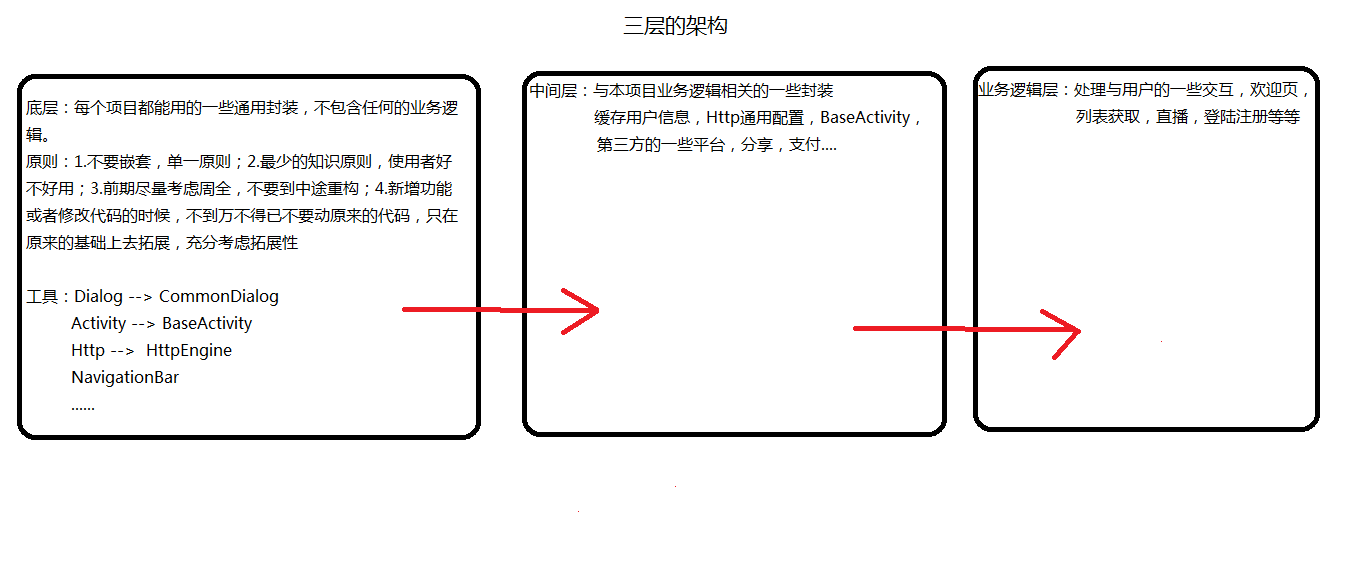 三层的架构
底层：每个项目都能用的一些通用封装，不包含任何的业务逻
辑。
原则：1.不要嵌套，单一原则；2.最少的知识原则，使用者好
不好用；3.前期尽量考虑周全，不要到中途重构；4.新增功能
或者修改代码的时候，不到万不得已不要动原来的代码，只在
原来的基础上去拓展，充分考虑拓展性
工具：Dialog --> CommonDialog
Activity --> BaseActivity
Http --> HttpEngine
NavigationBar
......
中间层：与本项目业务逻辑相关的一些封装
缓存用户信息，Http通用配置，BaseActivity，
第三方的一些平台，分享，支付....
业务逻辑层：处理与用户的一些交互，欢迎页，
列表获取，直播，登陆注册等等